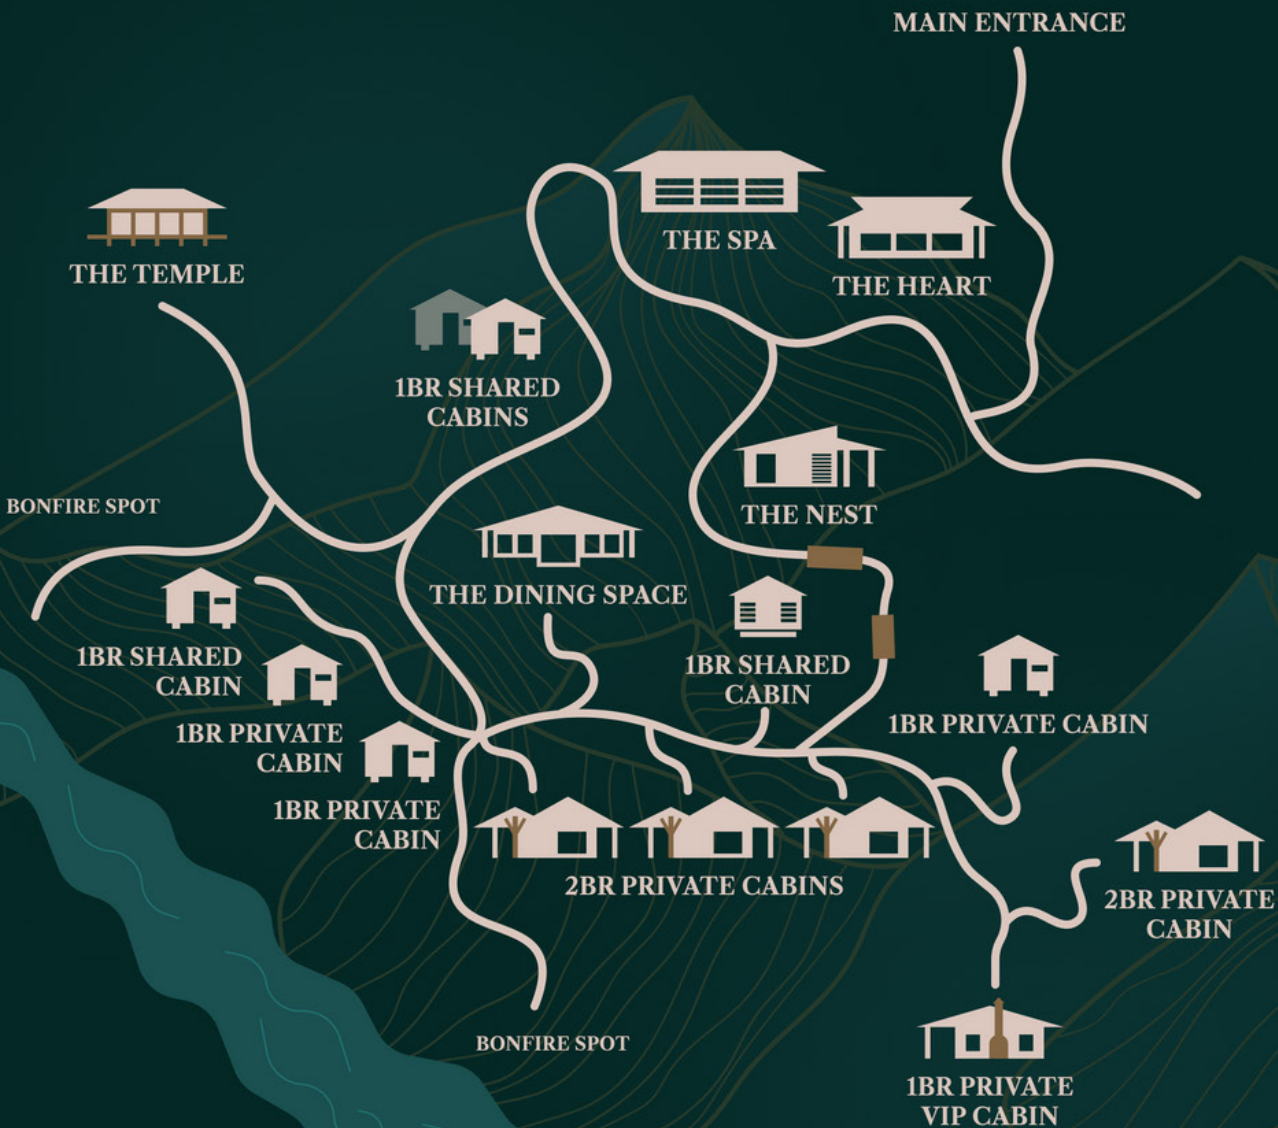 MAIN ENTRANCE
THE SPA
THE HEART
THE TEMPLE
1BR SHARED
CABINS
BONFIRE SPOT
THE NEST
THE DINING SPACE
1BR SHARED
CABIN
1BR SHARED
CABIN
1BR PRIVATE CABIN
1BR PRIVATE
CABIN
1BR PRIVATE
CABIN
2BR PRIVATE CABINS
2BR PRIVATE
CABIN
BONFIRE SPOT
1BR PRIVATE
VIP CABIN